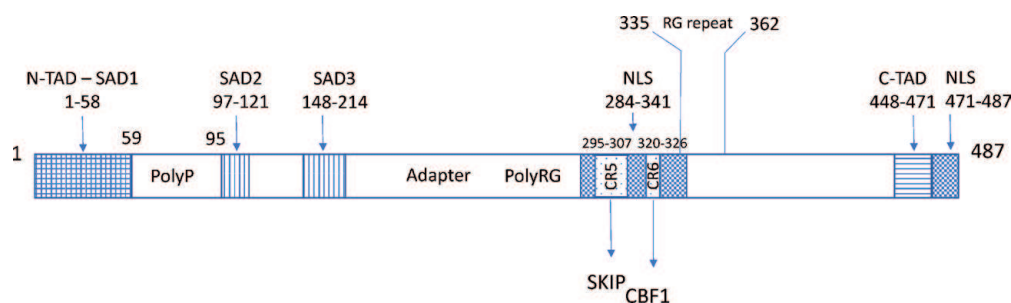 335 RG repeat 362
N-TAD – SAD1 SAD2 SAD3 NLS C-TAD NLS
1-58 97-121 148-214 284-341 448-471 471-487
59 95 295-307 320-326
1 487
PolyP Adapter PolyRG CR5 CR6
SKIP CBF1